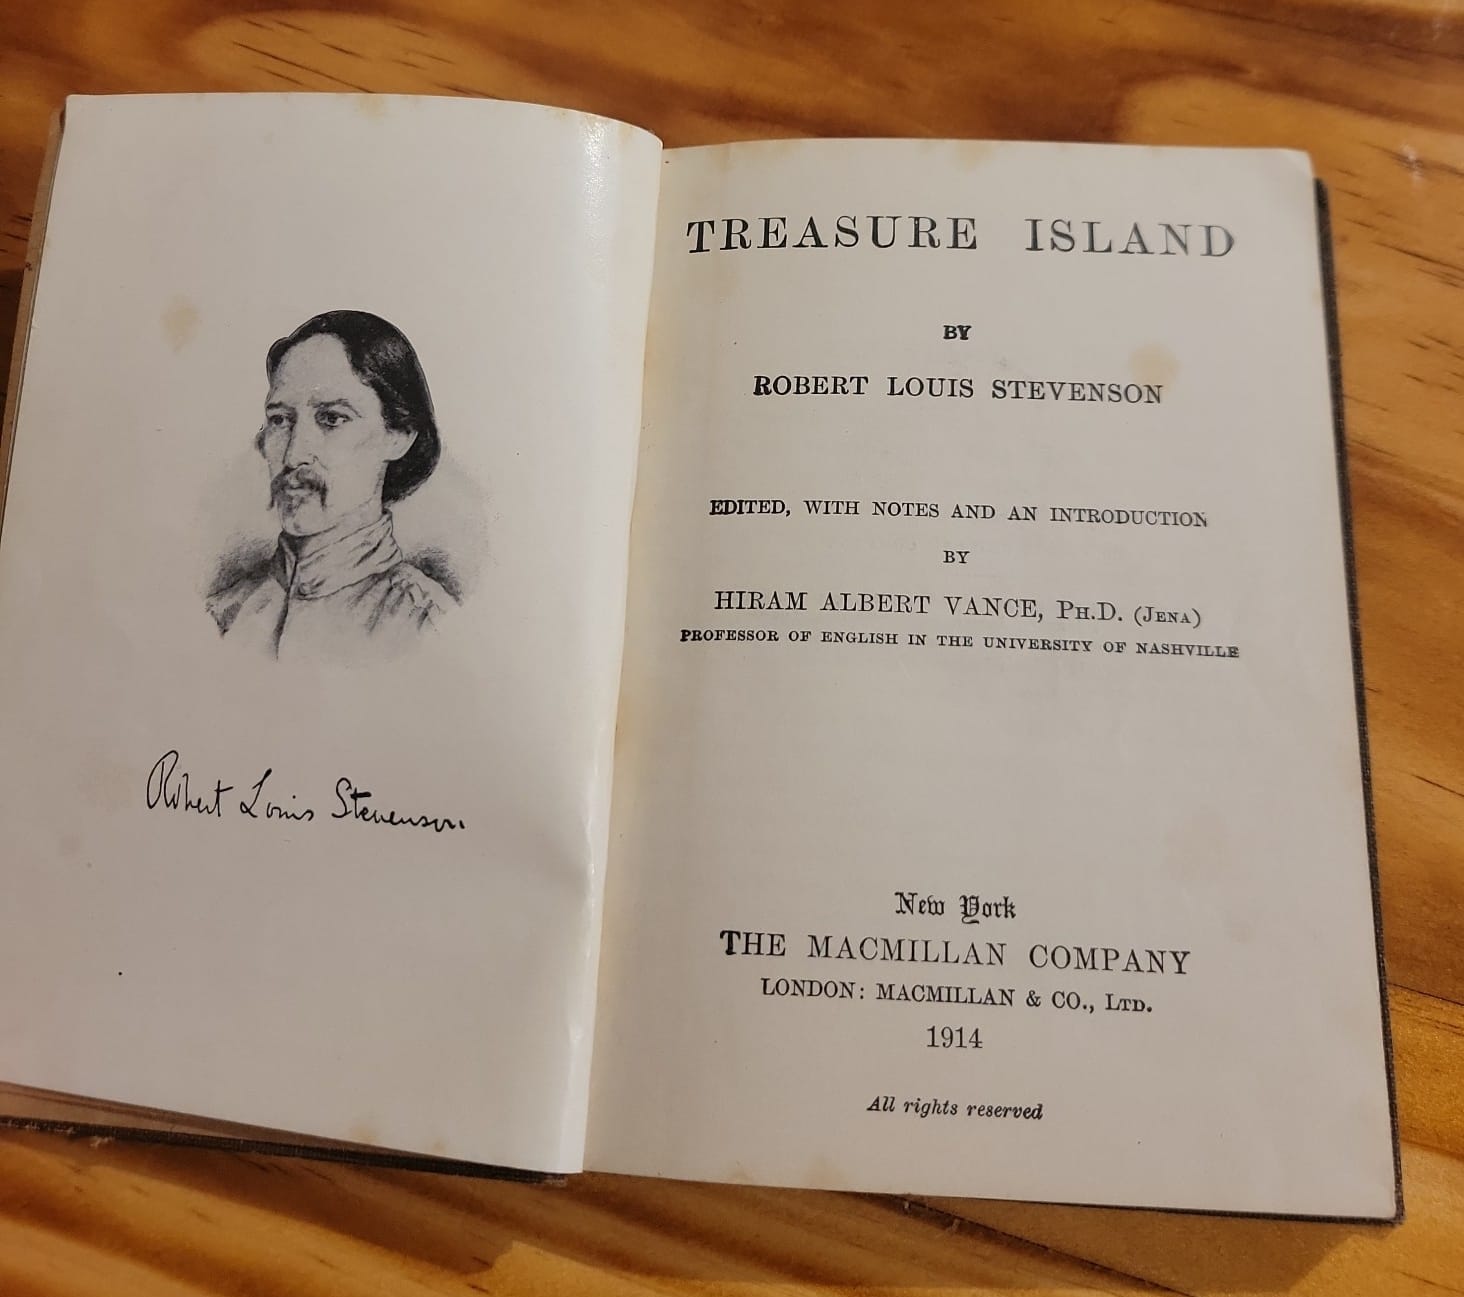 Robert Louis Stevenson.
TREASURE ISLAND
BY
ROBERT LOUIS STEVENSON
EDITED, WITH NOTES AND AN INTRODUCTION
BY
HIRAM ALBERT VANCE, PH.D. (JENA)
PROFESSOR OF ENGLISH IN THE UNIVERSITY OF NASHVILLE
New York
THE MACMILLAN COMPANY
LONDON: MACMILLAN & CO., LTD.
1914
All rights reserved